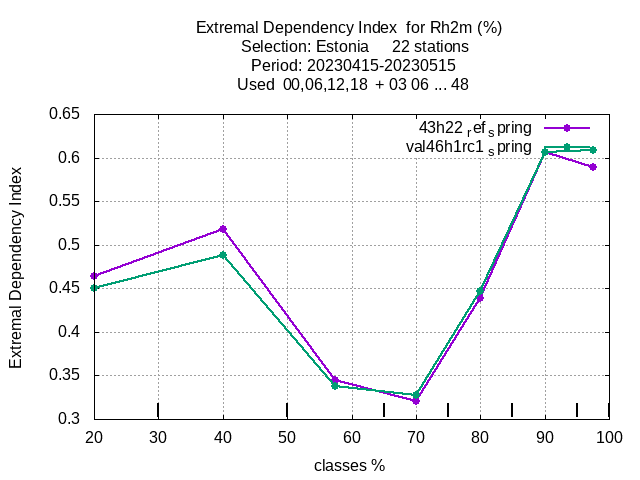 Extremal Dependency Index  for Rh2m (%)
Selection: Estonia     22 stations
Period: 20230415-20230515
Used  00,06,12,18  + 03 06 ... 48
43h22 ref spring
val46h1rc1 spring
0.65
0.6
0.55
0.5
0.45
0.4
0.35
0.3
Extremal Dependency Index
20 30 40 50 60 70 80 90 100
classes %